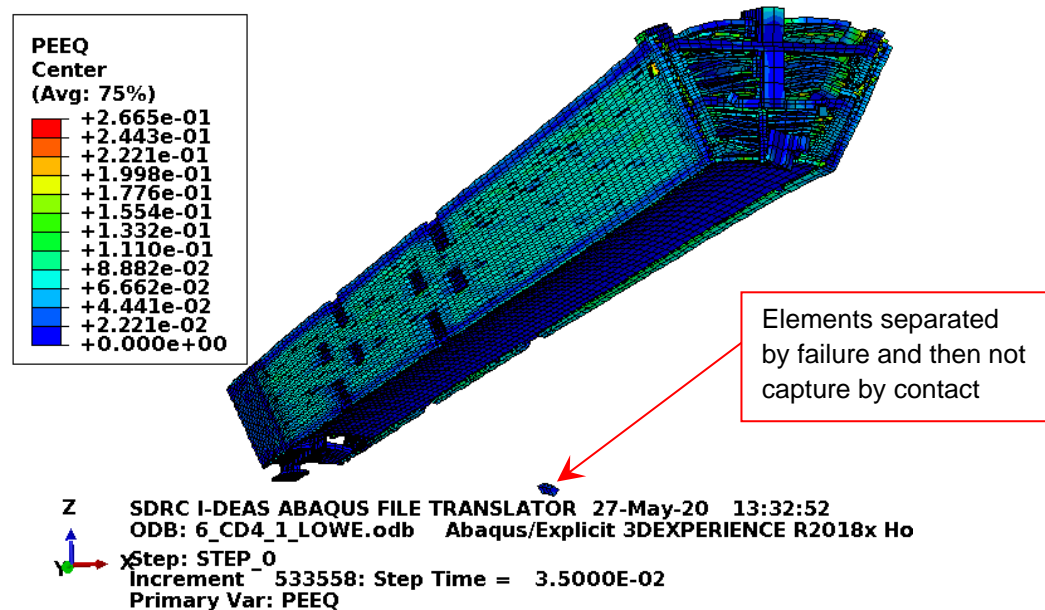 PEEQ
Center
(Avg: 75%)
+2.665e-01
+2.443e-01
+2.221e-01
+1.998e-01
+1.776e-01
+1.554e-01
+1.332e-01
+1.110e-01
+8.882e-02
+6.662e-02
+4.441e-02
+2.221e-02
+0.000e+00
Elements separated
by failure and then not
capture by contact
Z
Y
X
SDRC I-DEAS ABAQUS FILE TRANSLATOR 27-May-20 13:32:52
ODB: 6_CD4_1_LOWE.odb Abaqus/Explicit 3DEXPERIENCE R2018x Ho
Step: STEP_0
Increment 533558: Step Time = 3.5000E-02
Primary Var: PEEQ